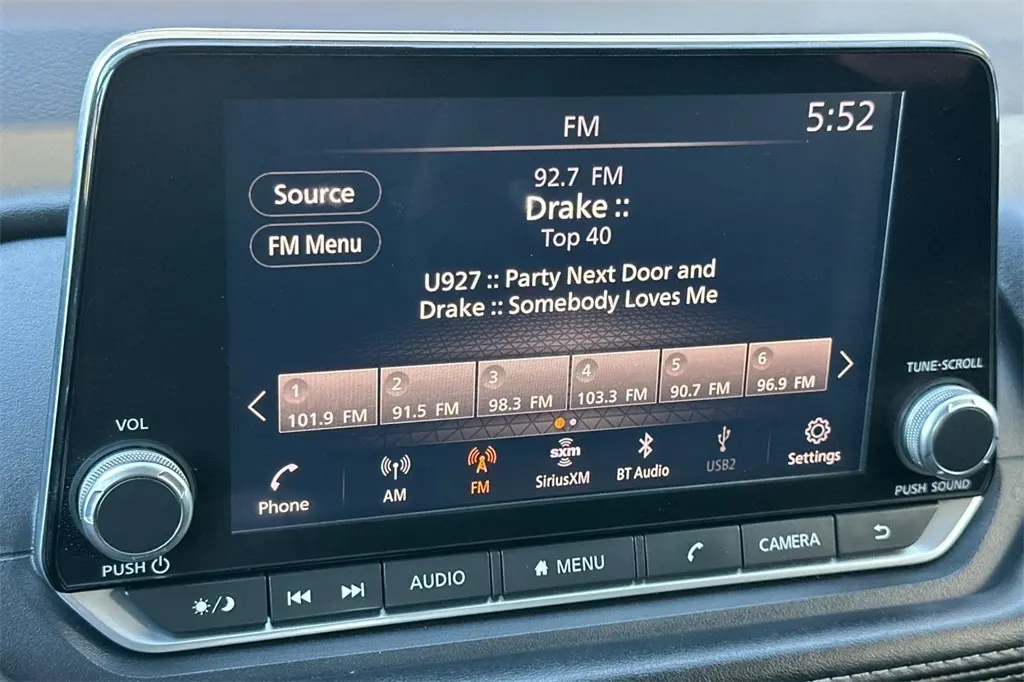 FM
5:52
Source
FM Menu
92.7 FM
Drake ::
Top 40
U927 :: Party Next Door and
Drake :: Somebody Loves Me
1
101.9 FM
2
91.5 FM
3
98.3 FM
4
103.3 FM
5
90.7 FM
6
96.9 FM
Phone
AM
FM
sxm
SiriusXM
BT Audio
USB2
Settings
VOL
PUSH
TUNE-SCROLL
PUSH SOUND
AUDIO
MENU
CAMERA